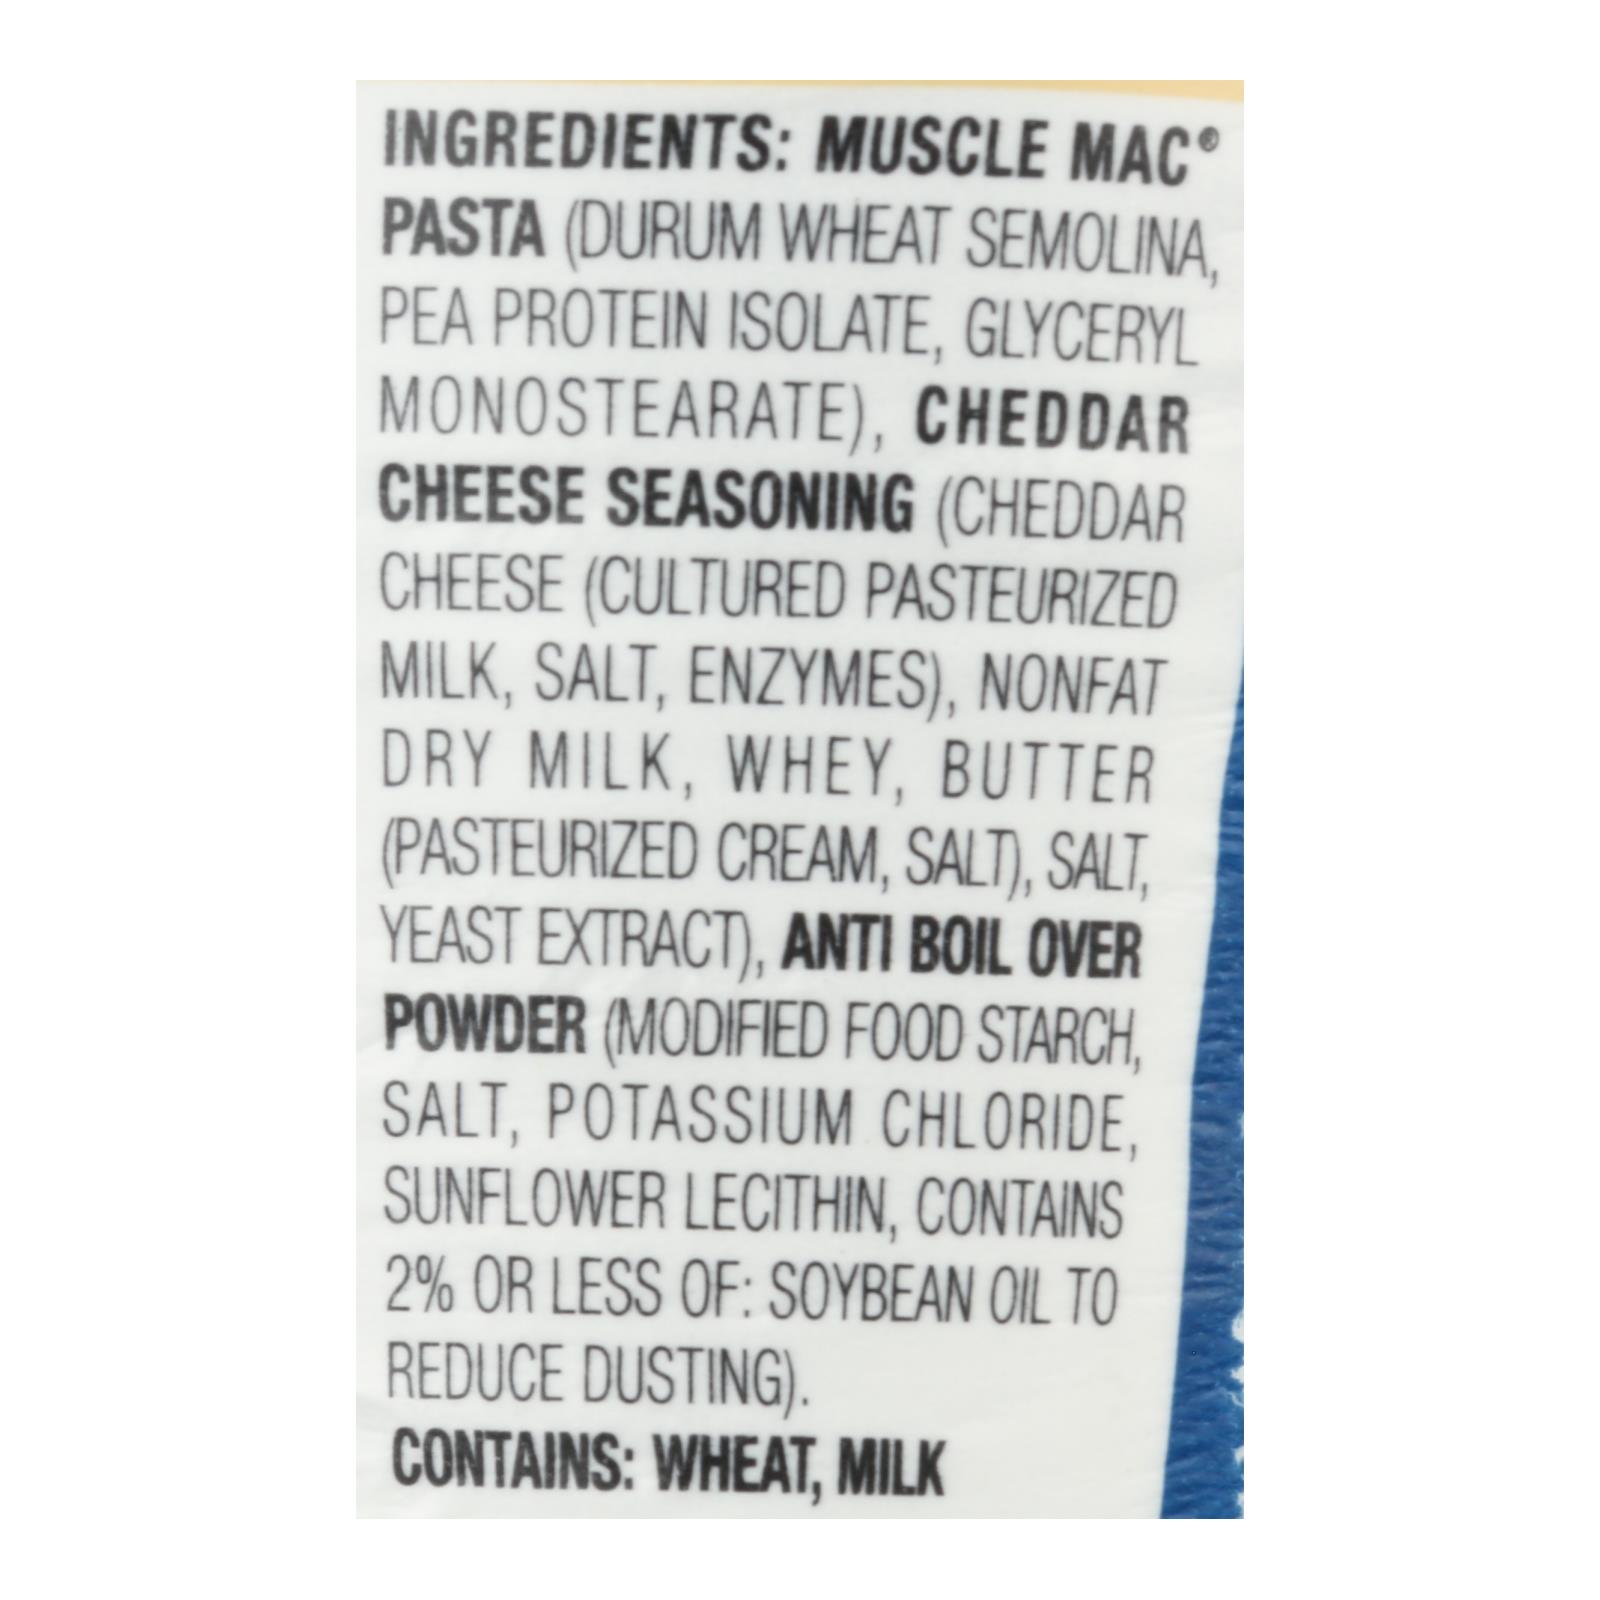 INGREDIENTS: MUSCLE MAC®
PASTA (DURUM WHEAT SEMOLINA,
PEA PROTEIN ISOLATE, GLYCERYL
MONOSTEARATE), CHEDDAR
CHEESE SEASONING (CHEDDAR
CHEESE (CULTURED PASTEURIZED
MILK, SALT, ENZYMES), NONFAT
DRY MILK, WHEY, BUTTER
(PASTEURIZED CREAM, SALT), SALT,
YEAST EXTRACT), ANTI BOIL OVER
POWDER (MODIFIED FOOD STARCH,
SALT, POTASSIUM CHLORIDE,
SUNFLOWER LECITHIN, CONTAINS
2% OR LESS OF: SOYBEAN OIL TO
REDUCE DUSTING).
CONTAINS: WHEAT, MILK